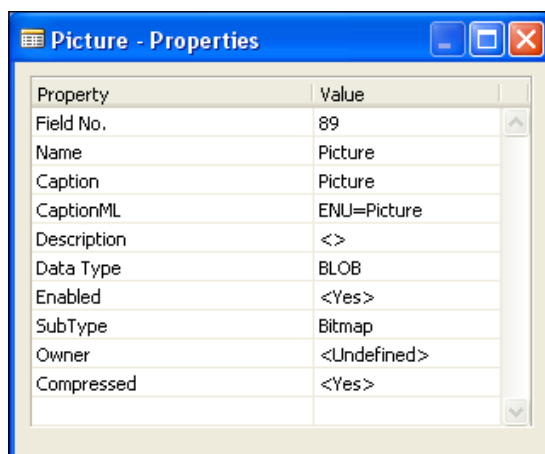 Picture - Properties
Property Value
Field No. 89
Name Picture
Caption Picture
CaptionML ENU=Picture
Description <>
Data Type BLOB
Enabled <Yes>
SubType Bitmap
Owner <Undefined>
Compressed <Yes>